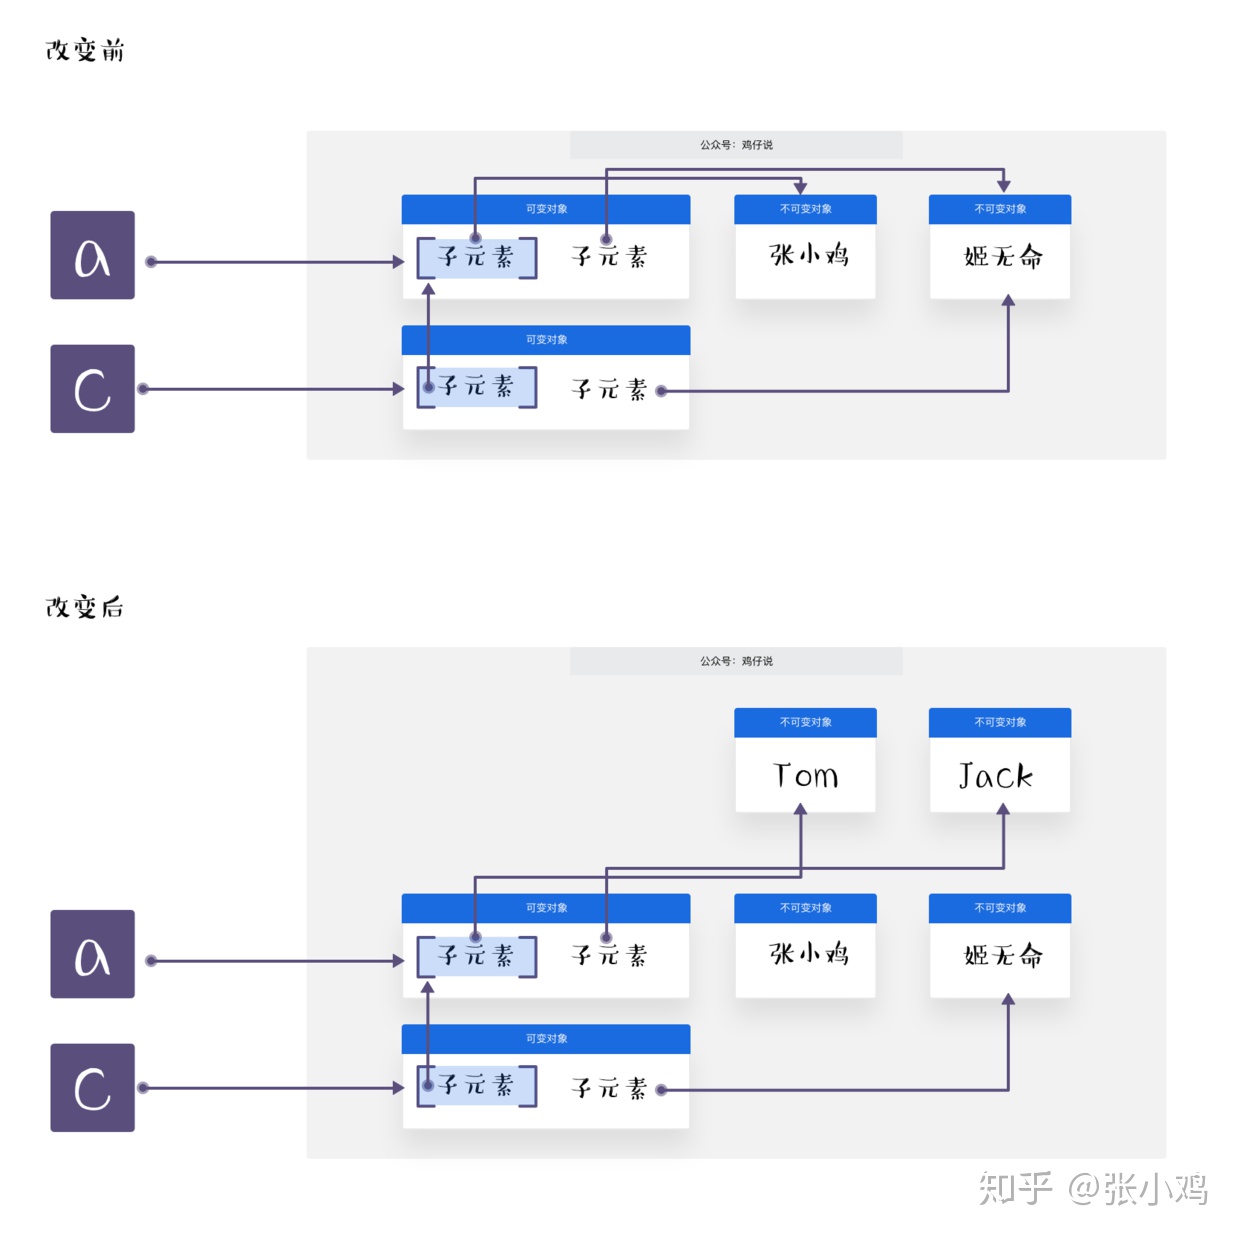 改变前
公众号：鸡仔说
可变对象
不可变对象
不可变对象
a
子元素
子元素
张小鸡
姬无命
可变对象
C
子元素
子元素
改变后
公众号：鸡仔说
不可变对象
不可变对象
Tom
Jack
可变对象
不可变对象
不可变对象
a
子元素
子元素
张小鸡
姬无命
可变对象
C
子元素
子元素
知乎 @张小鸡